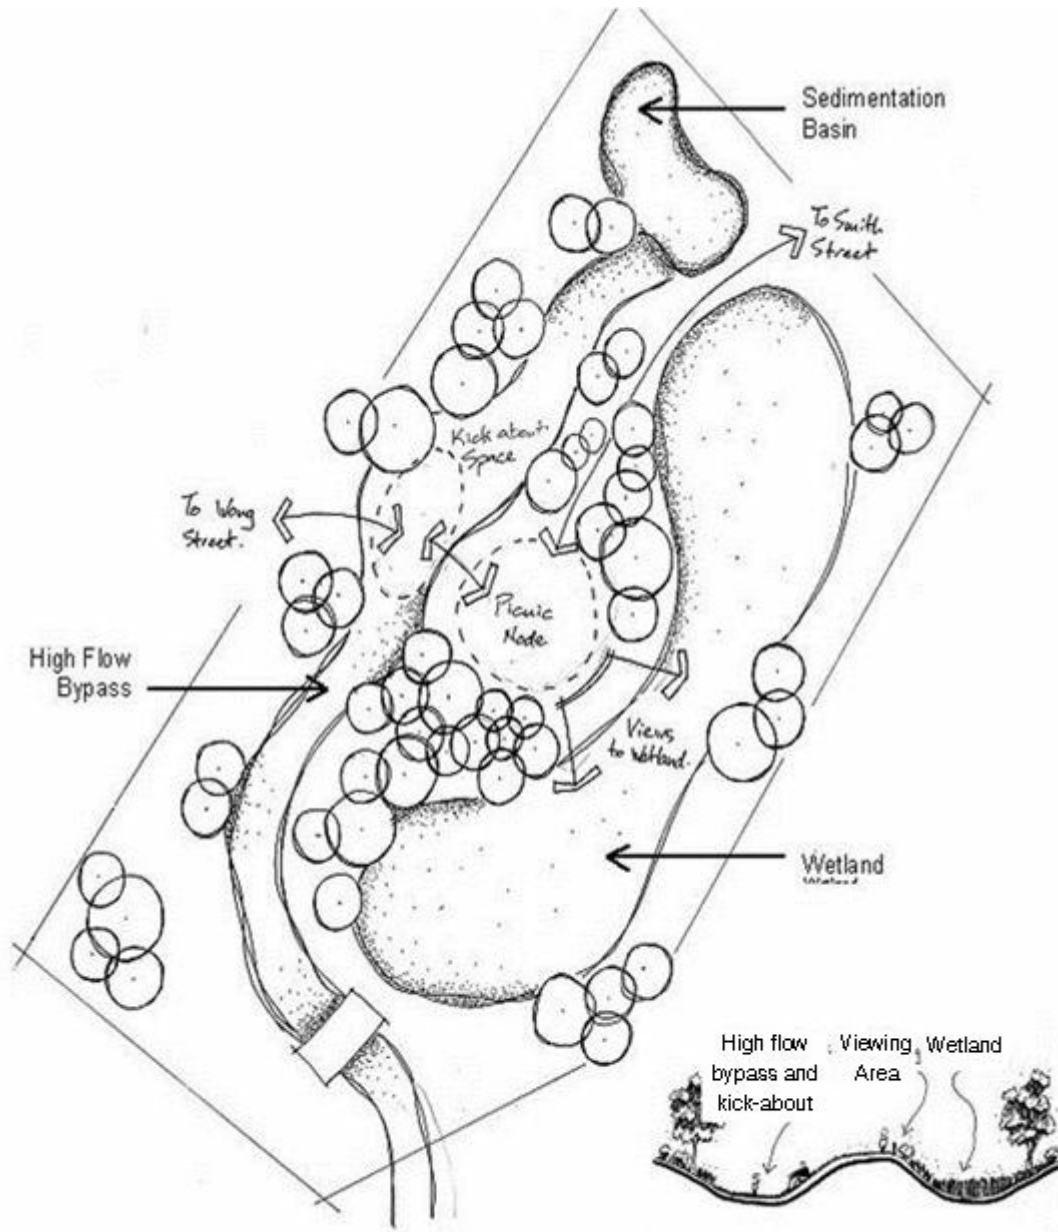 Sedimentation
Basin
To Smith
Street
Kick about
Space
To Wong
Street.
Picnic
Node
High Flow
Bypass
Views
to Wetland.
Wetland
High flow
bypass and
kick-about
Viewing
Area
Wetland